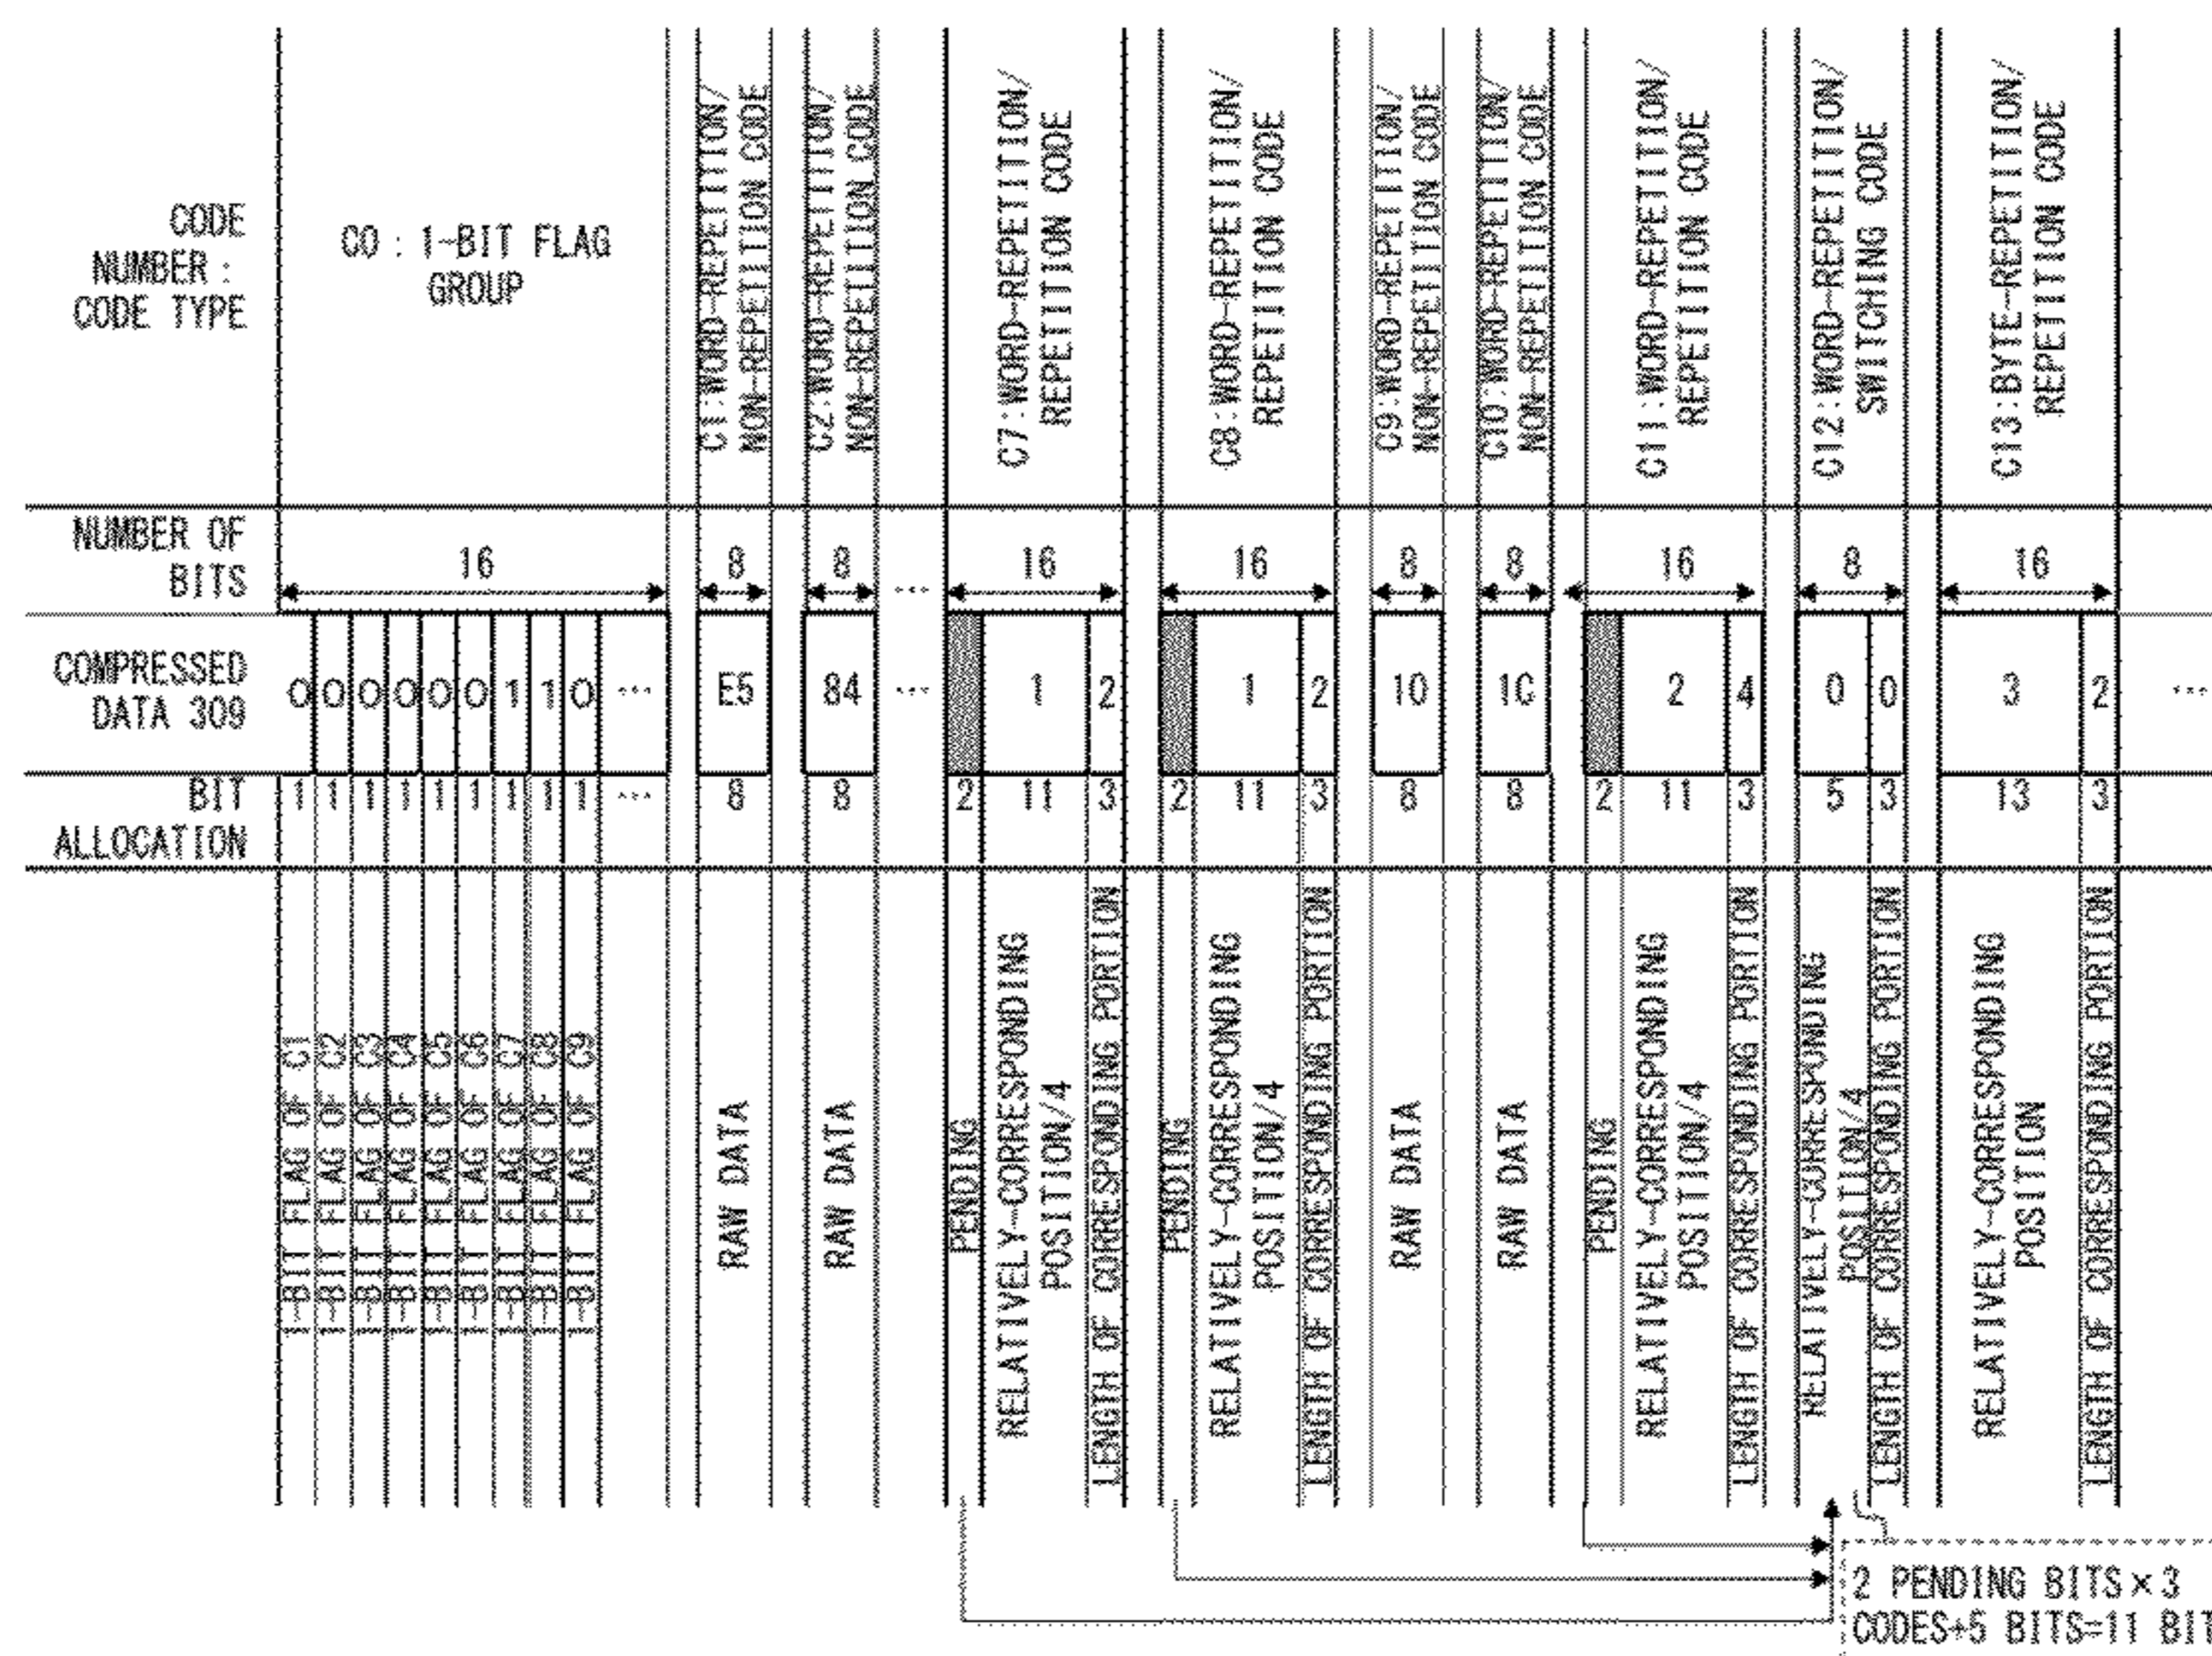 CODE
NUMBER :
CODE TYPE
C0 : 1-BIT FLAG
GROUP
C1:WORD-REPETITION/
NON-REPETITION CODE
C2:WORD-REPETITION/
NON-REPETITION CODE
C7:WORD-REPETITION/
REPETITION CODE
C8:WORD-REPETITION/
REPETITION CODE
C9:WORD-REPETITION/
NON-REPETITION CODE
C10:WORD-REPETITION/
NON-REPETITION CODE
C11:WORD-REPETITION/
REPETITION CODE
C12:WORD-REPETITION/
SWITCHING CODE
C13:BYTE-REPETITION/
REPETITION CODE
NUMBER OF
BITS
16 8 8 ... 16 16 8 8 16 8 16
COMPRESSED
DATA 309
0 0 0 0 0 0 1 1 0 ... E5 84 ... 1 2 1 2 10 1C 2 4 0 0 3 2 ...
BIT
ALLOCATION
1 1 1 1 1 1 1 1 1 ... 8 8 2 11 3 2 11 3 8 8 2 11 3 5 3 13 3
1-BIT FLAG OF C1
1-BIT FLAG OF C2
1-BIT FLAG OF C3
1-BIT FLAG OF C4
1-BIT FLAG OF C5
1-BIT FLAG OF C6
1-BIT FLAG OF C7
1-BIT FLAG OF C8
1-BIT FLAG OF C9
RAW DATA
RAW DATA
PENDING
RELATIVELY-CORRESPONDING
POSITION/4
LENGTH OF CORRESPONDING PORTION
PENDING
RELATIVELY-CORRESPONDING
POSITION/4
LENGTH OF CORRESPONDING PORTION
RAW DATA
RAW DATA
PENDING
RELATIVELY-CORRESPONDING
POSITION/4
LENGTH OF CORRESPONDING PORTION
RELATIVELY-CORRESPONDING
POSITION/4
LENGTH OF CORRESPONDING PORTION
RELATIVELY-CORRESPONDING
POSITION
LENGTH OF CORRESPONDING PORTION
2 PENDING BITS×3
CODES+5 BITS=11 BIT